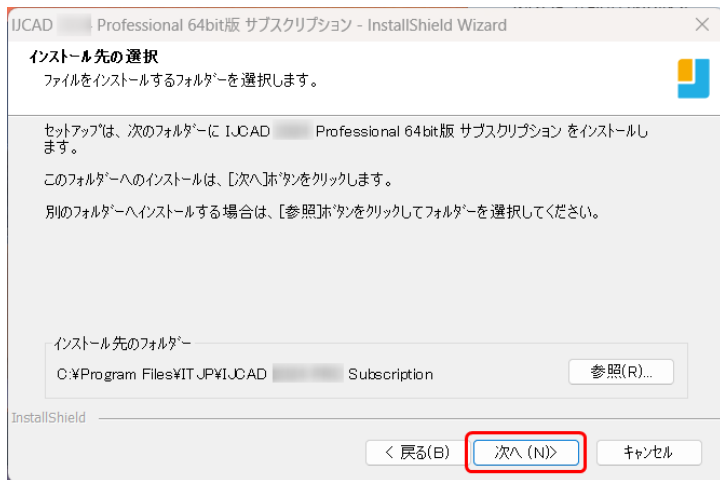 IJCAD Professional 64bit版 サブスクリプション - InstallShield Wizard
インストール先の選択
ファイルをインストールするフォルダーを選択します。
セットアップは、次のフォルダーに IJCAD Professional 64bit版 サブスクリプション をインストールし
ます。
このフォルダーへのインストールは、[次へ]ボタンをクリックします。
別のフォルダーへインストールする場合は、[参照]ボタンをクリックしてフォルダーを選択してください。
インストール先のフォルダー
C:¥Program Files¥ITJP¥IJCAD Subscription
参照(R)...
InstallShield
< 戻る(B)
次へ (N)>
キャンセル